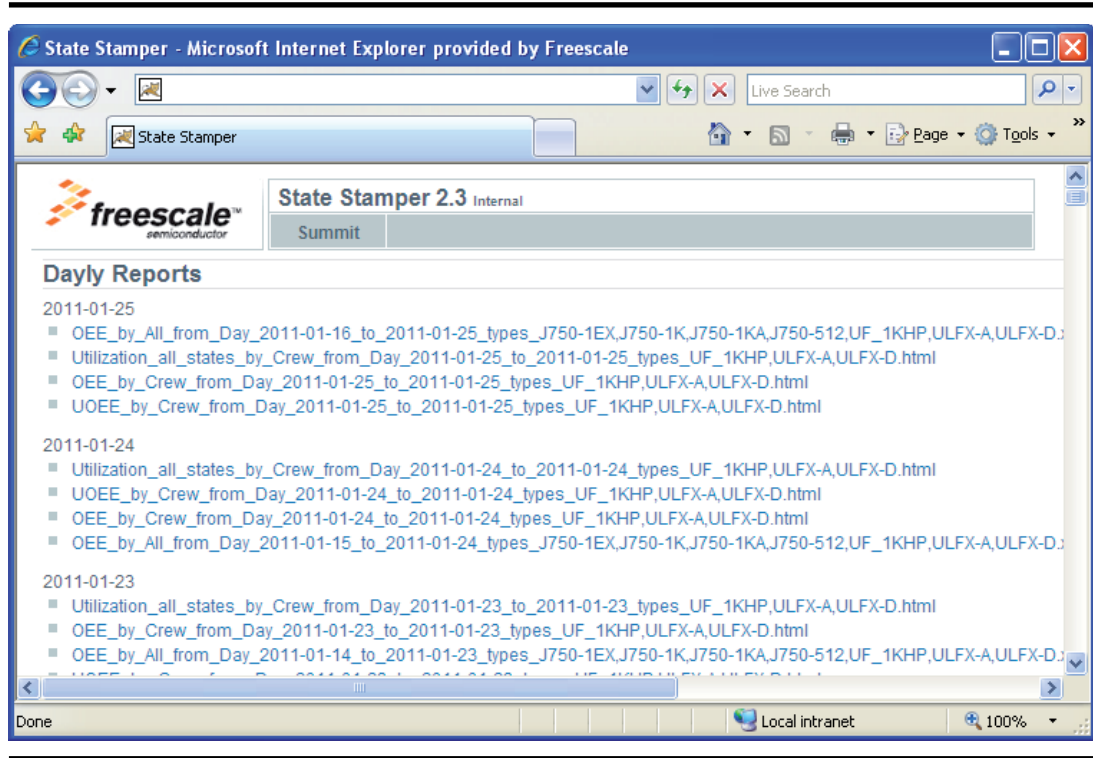 State Stamper - Microsoft Internet Explorer provided by Freescale
Live Search
State Stamper
Page
Tools
»
freescale™
semiconductor
State Stamper 2.3 Internal
Summit
Dayly Reports
2011-01-25
OEE_by_All_from_Day_2011-01-16_to_2011-01-25_types_J750-1EX,J750-1K,J750-1KA,J750-512,UF_1KHP,ULFX-A,ULFX-D.
Utilization_all_states_by_Crew_from_Day_2011-01-25_to_2011-01-25_types_UF_1KHP,ULFX-A,ULFX-D.html
OEE_by_Crew_from_Day_2011-01-25_to_2011-01-25_types_UF_1KHP,ULFX-A,ULFX-D.html
UOEE_by_Crew_from_Day_2011-01-25_to_2011-01-25_types_UF_1KHP,ULFX-A,ULFX-D.html
2011-01-24
Utilization_all_states_by_Crew_from_Day_2011-01-24_to_2011-01-24_types_UF_1KHP,ULFX-A,ULFX-D.html
UOEE_by_Crew_from_Day_2011-01-24_to_2011-01-24_types_UF_1KHP,ULFX-A,ULFX-D.html
OEE_by_Crew_from_Day_2011-01-24_to_2011-01-24_types_UF_1KHP,ULFX-A,ULFX-D.html
OEE_by_All_from_Day_2011-01-15_to_2011-01-24_types_J750-1EX,J750-1K,J750-1KA,J750-512,UF_1KHP,ULFX-A,ULFX-D.
2011-01-23
Utilization_all_states_by_Crew_from_Day_2011-01-23_to_2011-01-23_types_UF_1KHP,ULFX-A,ULFX-D.html
OEE_by_Crew_from_Day_2011-01-23_to_2011-01-23_types_UF_1KHP,ULFX-A,ULFX-D.html
OEE_by_All_from_Day_2011-01-14_to_2011-01-23_types_J750-1EX,J750-1K,J750-1KA,J750-512,UF_1KHP,ULFX-A,ULFX-D.
Done
Local intranet
100%